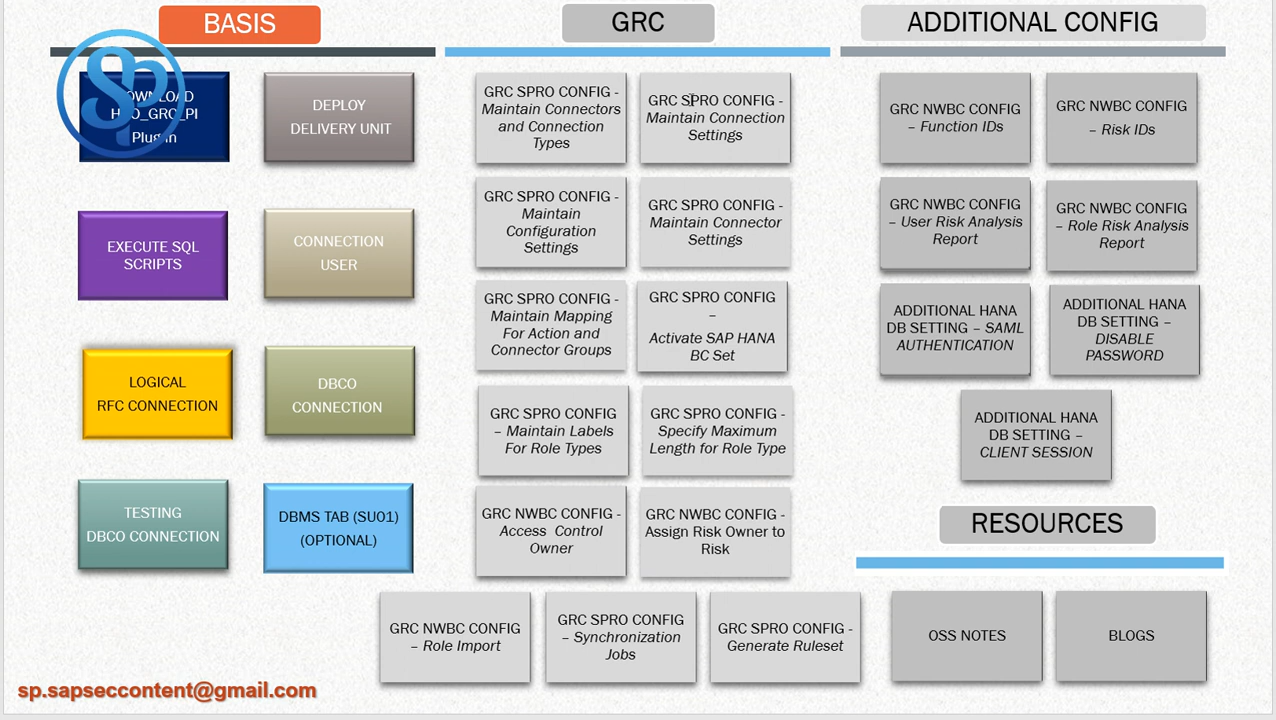 BASIS
DOWNLOAD
PI
Plug in
DEPLOY
DELIVERY UNIT
EXECUTE SQL
SCRIPTS
CONNECTION
USER
LOGICAL
RFC CONNECTION
DBCO
CONNECTION
TESTING
DBCO CONNECTION
DBMS TAB (SU01)
(OPTIONAL)
GRC
GRC SPRO CONFIG -
Maintain Connectors
and Connection
Types
GRC SPRO CONFIG -
Maintain Connection
Settings
GRC SPRO CONFIG -
Maintain
Configuration
Settings
GRC SPRO CONFIG -
Maintain Connector
Settings
GRC SPRO CONFIG -
Maintain Mapping
For Action and
Connector Groups
GRC SPRO CONFIG
–
Activate SAP HANA
BC Set
GRC SPRO CONFIG
– Maintain Labels
For Role Types
GRC SPRO CONFIG -
Specify Maximum
Length for Role Type
GRC NWBC CONFIG -
Access Control
Owner
GRC NWBC CONFIG -
Assign Risk Owner to
Risk
GRC NWBC CONFIG
– Role Import
GRC SPRO CONFIG
– Synchronization
Jobs
GRC SPRO CONFIG -
Generate Ruleset
ADDITIONAL CONFIG
GRC NWBC CONFIG
– Function IDs
GRC NWBC CONFIG
– Risk IDs
GRC NWBC CONFIG
– User Risk Analysis
Report
GRC NWBC CONFIG
– Role Risk Analysis
Report
ADDITIONAL HANA
DB SETTING – SAML
AUTHENTICATION
ADDITIONAL HANA
DB SETTING –
DISABLE
PASSWORD
ADDITIONAL HANA
DB SETTING –
CLIENT SESSION
RESOURCES
OSS NOTES
BLOGS
sp.sapseccontent@gmail.com